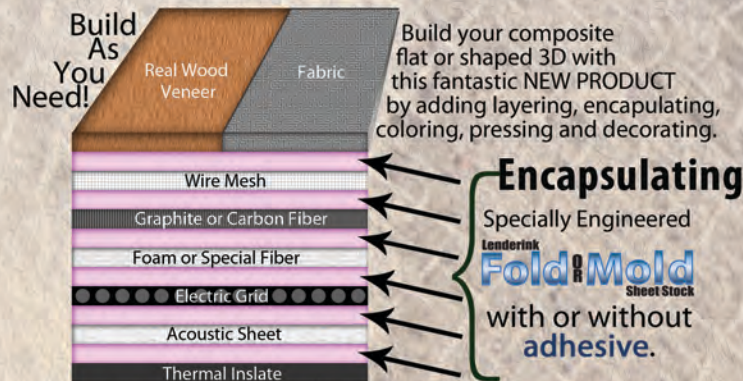 Build
As
You
Need!
Real Wood
Veneer
Fabric
Build your composite
flat or shaped 3D with
this fantastic NEW PRODUCT
by adding layering, encapulating,
coloring, pressing and decorating.
Wire Mesh
Graphite or Carbon Fiber
Foam or Special Fiber
Electric Grid
Acoustic Sheet
Thermal Inslate
Encapsulating
Specially Engineered
Lenderink
Fold OR Mold
Sheet Stock
with or without
adhesive.